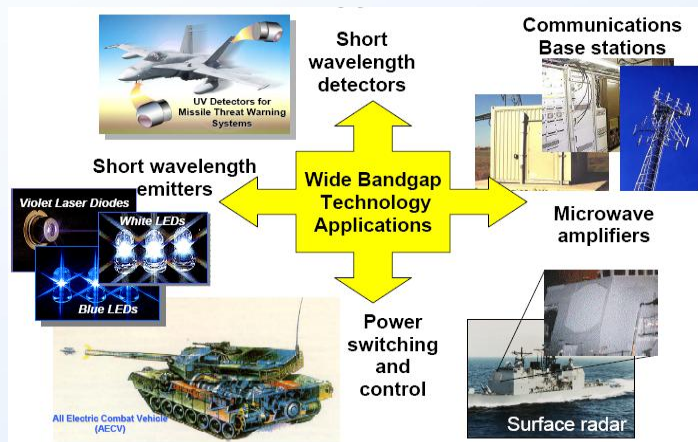 Short
wavelength
detectors
Communications
Base stations
UV Detectors for
Missile Threat Warning
Systems
Short wavelength
emitters
Wide Bandgap
Technology
Applications
Violet Laser Diodes
White LEDs
Blue LEDs
Microwave
amplifiers
Power
switching
and
control
All Electric Combat Vehicle
(AECV)
Surface radar